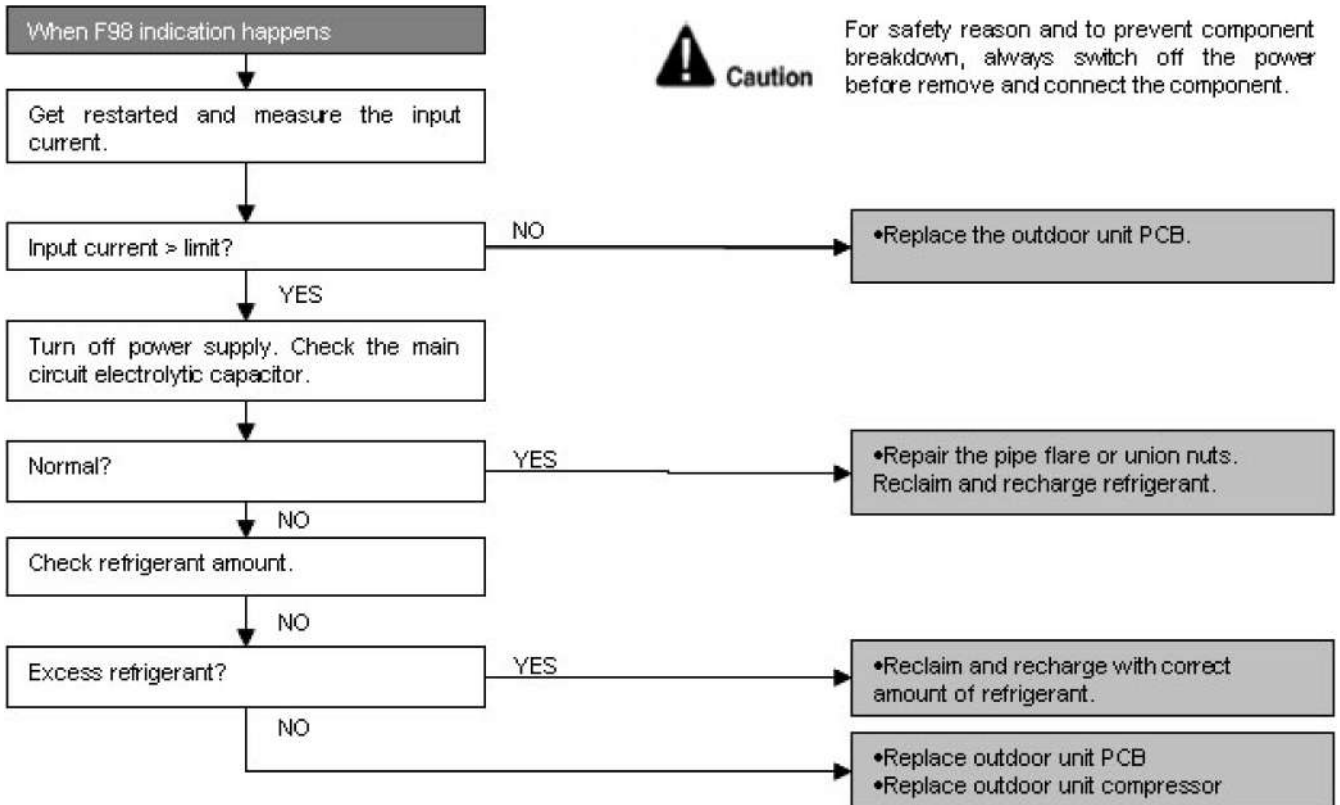 When F98 indication happens
Caution
For safety reason and to prevent component
breakdown, always switch off the power
before remove and connect the component.
Get restarted and measure the input
current.
Input current > limit?
NO
•Replace the outdoor unit PCB.
YES
Turn off power supply. Check the main
circuit electrolytic capacitor.
Normal?
YES
•Repair the pipe flare or union nuts.
Reclaim and recharge refrigerant.
NO
Check refrigerant amount.
NO
Excess refrigerant?
YES
•Reclaim and recharge with correct
amount of refrigerant.
NO
•Replace outdoor unit PCB
•Replace outdoor unit compressor